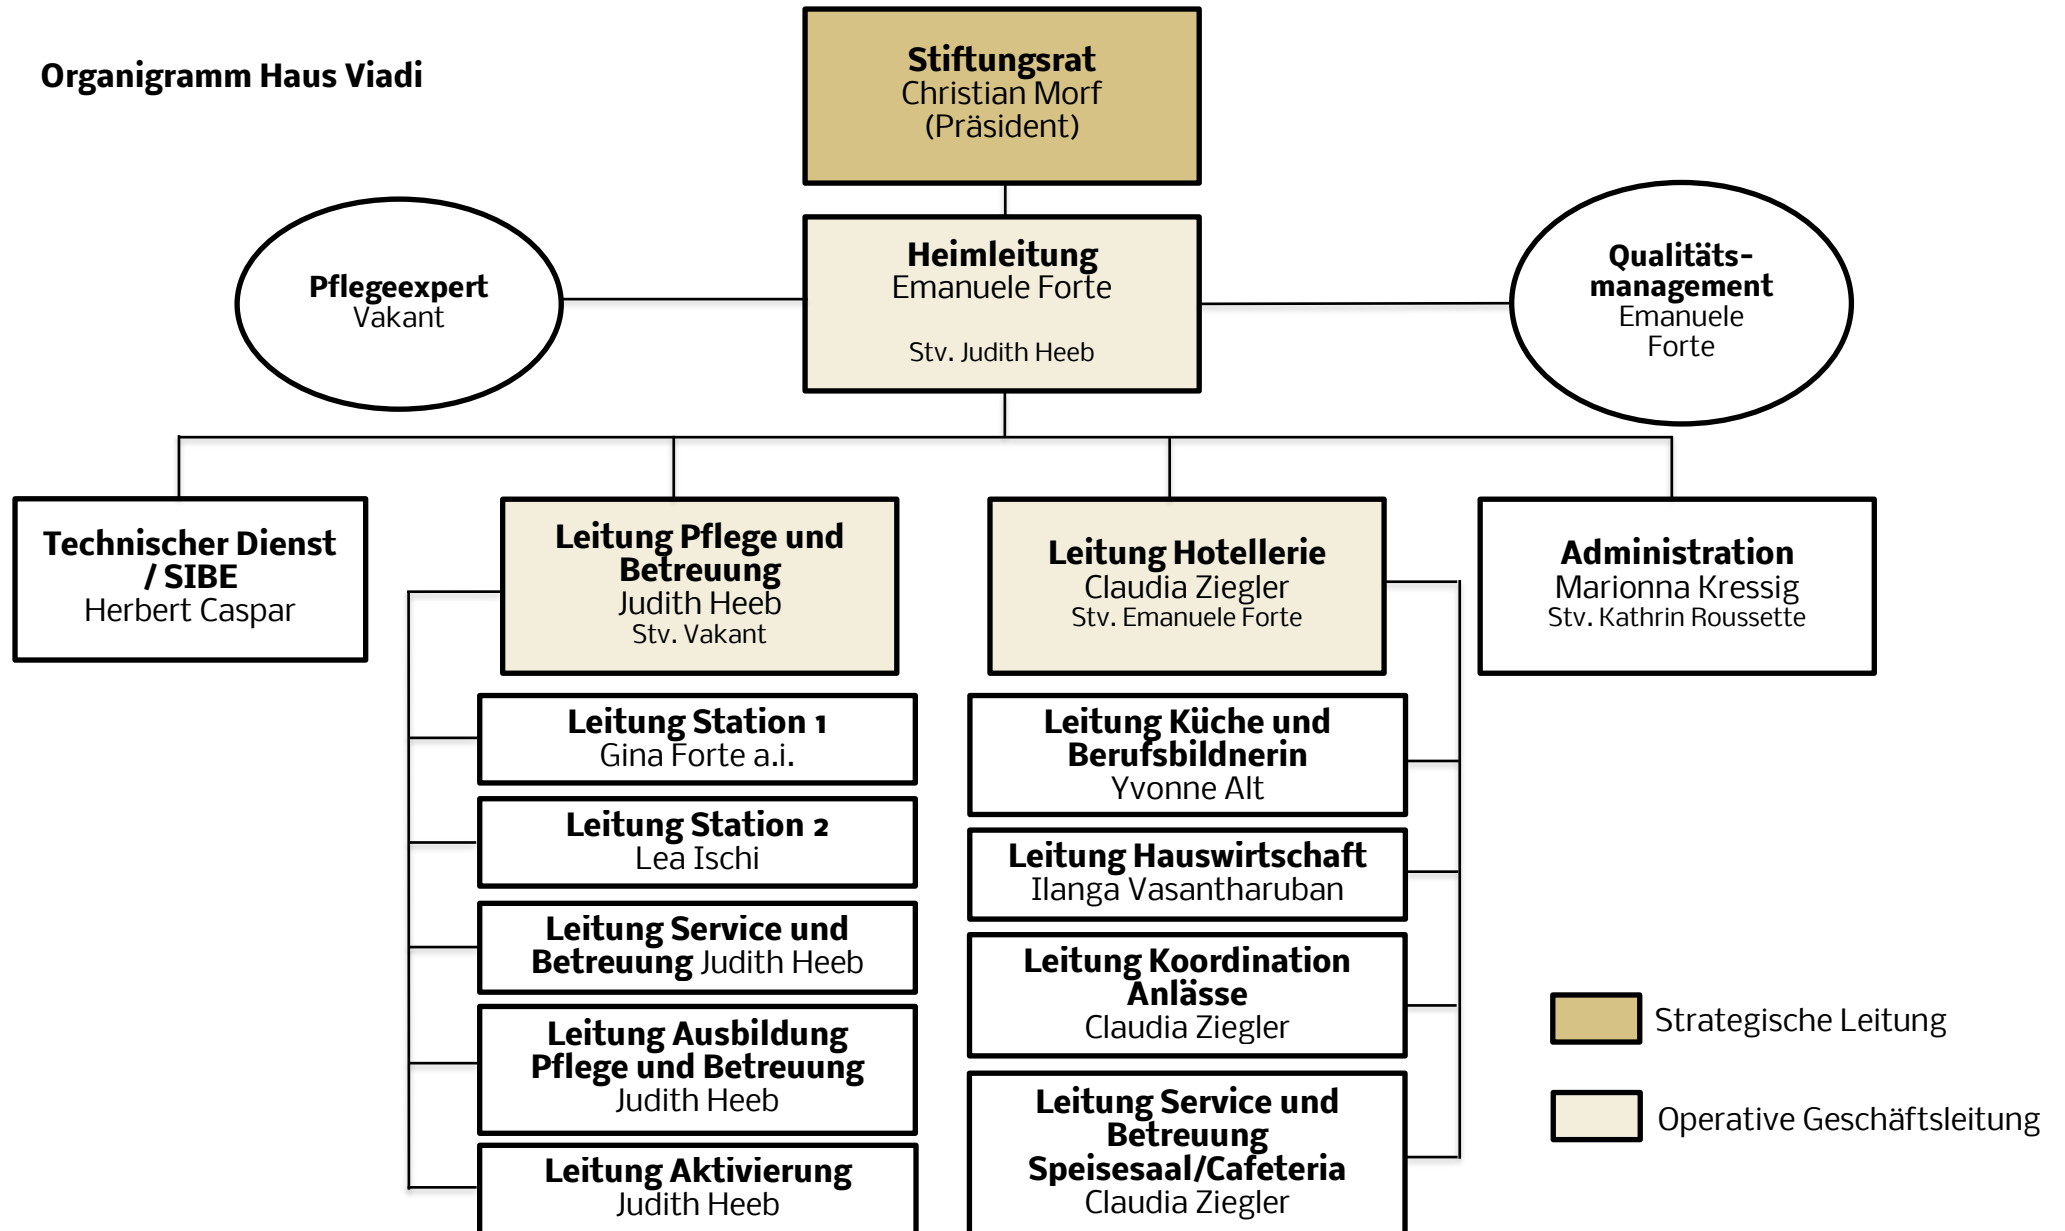 Organigramm Haus Viadi
Stiftungsrat
Christian Morf
(Präsident)
Pflegeexpert
Vakant
Heimleitung
Emanuele Forte
Stv. Judith Heeb
Qualitäts-
management
Emanuele
Forte
Technischer Dienst
/ SIBE
Herbert Caspar
Leitung Pflege und
Betreuung
Judith Heeb
Stv. Vakant
Leitung Hotellerie
Claudia Ziegler
Stv. Emanuele Forte
Administration
Marionna Kressig
Stv. Kathrin Roussette
Leitung Station 1
Gina Forte a.i.
Leitung Station 2
Lea Ischi
Leitung Service und
Betreuung Judith Heeb
Leitung Ausbildung
Pflege und Betreuung
Judith Heeb
Leitung Aktivierung
Judith Heeb
Leitung Küche und
Berufsbildnerin
Yvonne Alt
Leitung Hauswirtschaft
Ilanga Vasantharuban
Leitung Koordination
Anlässe
Claudia Ziegler
Leitung Service und
Betreuung
Speisesaal/Cafeteria
Claudia Ziegler
Strategische Leitung
Operative Geschäftsleitung